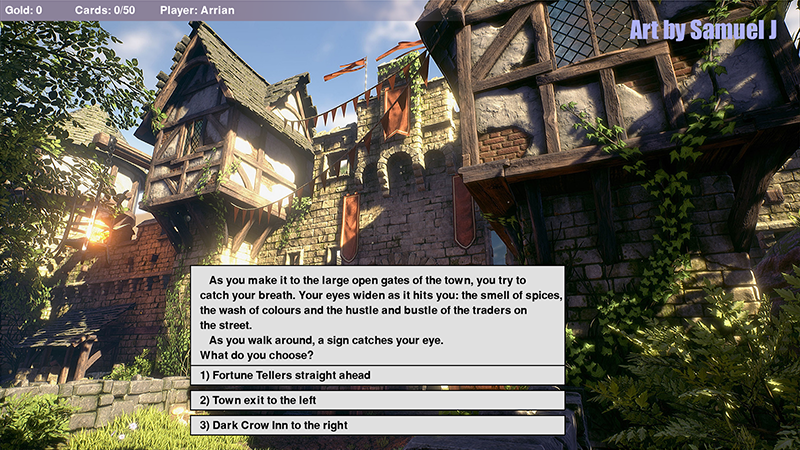 Gold: 0 Cards: 0/50 Player: Arrian
Art by Samuel J
As you make it to the large open gates of the town, you try to
catch your breath. Your eyes widen as it hits you: the smell of spices,
the wash of colours and the hustle and bustle of the traders on
the street.
As you walk around, a sign catches your eye.
What do you choose?
1) Fortune Tellers straight ahead
2) Town exit to the left
3) Dark Crow Inn to the right